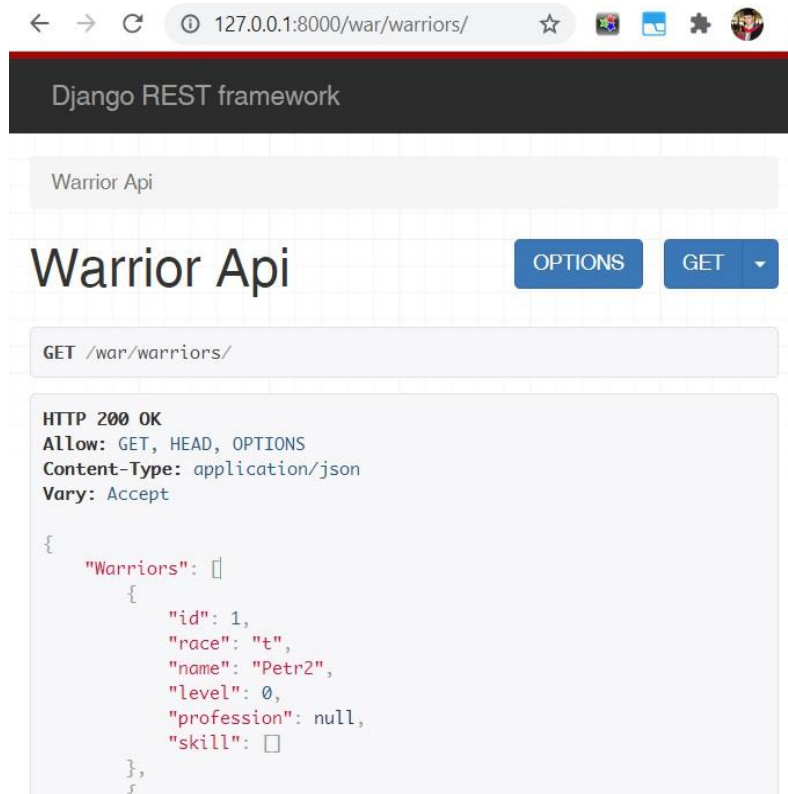 127.0.0.1:8000/war/warriors/
Django REST framework
Warrior Api
Warrior Api
OPTIONS
GET
GET /war/warriors/
HTTP 200 OK
Allow: GET, HEAD, OPTIONS
Content-Type: application/json
Vary: Accept
{
"Warriors": [
{
"id": 1,
"race": "t",
"name": "Petr2",
"level": 0,
"profession": null,
"skill": []
},
{